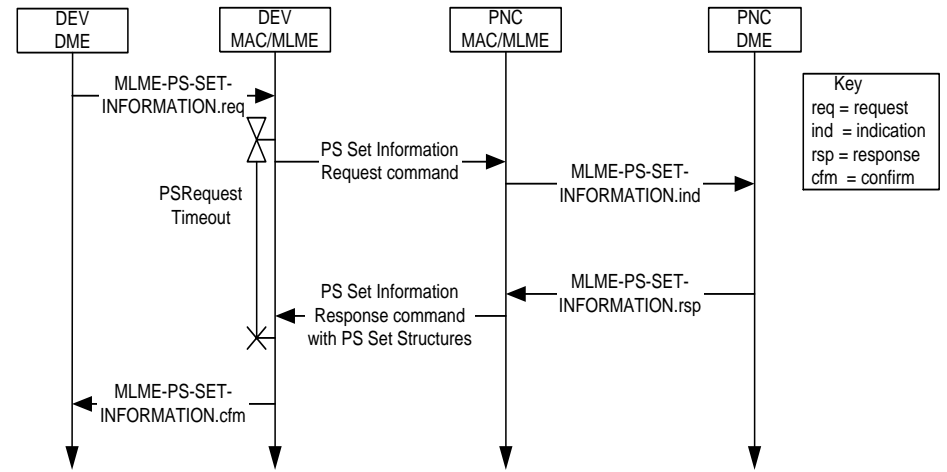 DEV
DME
DEV
MAC/MLME
PNC
MAC/MLME
PNC
DME
MLME-PS-SET-
INFORMATION.req
Key
req = request
ind = indication
rsp = response
cfm = confirm
PS Set Information
Request command
MLME-PS-SET-
INFORMATION.ind
PSRequest
Timeout
MLME-PS-SET-
INFORMATION.rsp
PS Set Information
Response command
with PS Set Structures
MLME-PS-SET-
INFORMATION.cfm